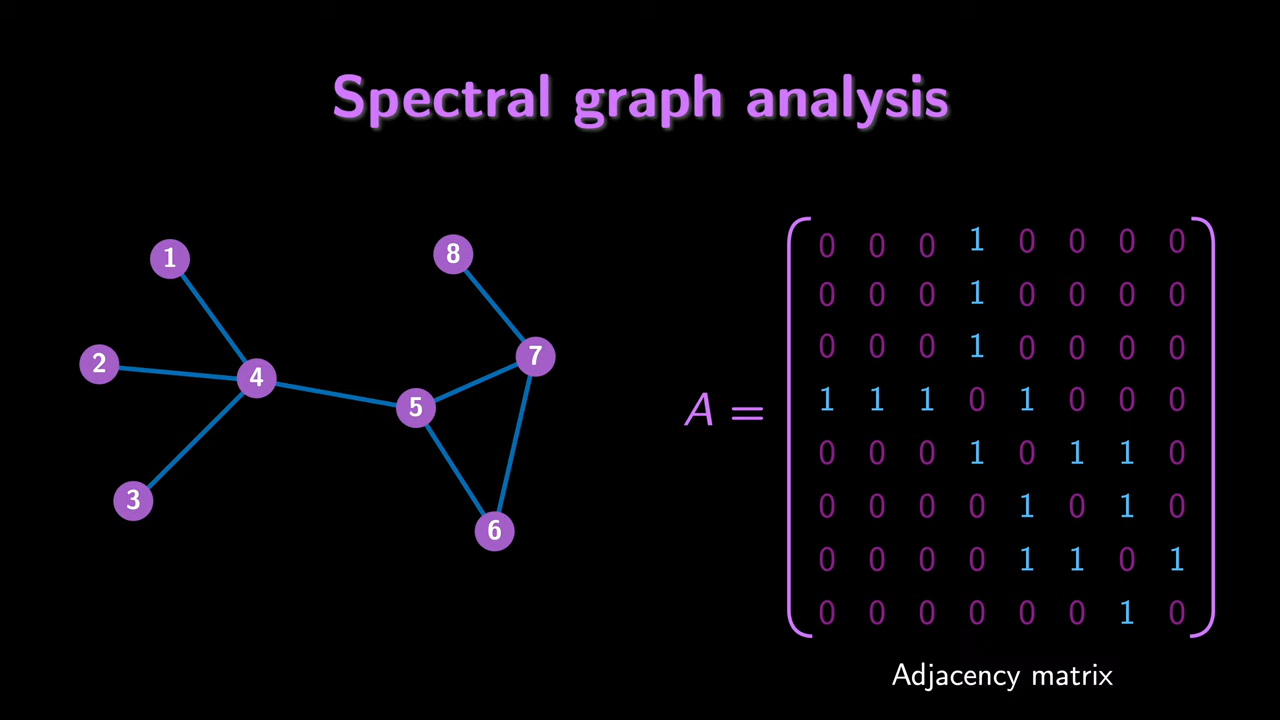 Spectral graph analysis
1
8
2
4
7
5
3
6
A =
0 0 0 1 0 0 0 0
0 0 0 1 0 0 0 0
0 0 0 1 0 0 0 0
1 1 1 0 1 0 0 0
0 0 0 1 0 1 1 0
0 0 0 0 1 0 1 0
0 0 0 0 1 1 0 1
0 0 0 0 0 0 1 0
Adjacency matrix